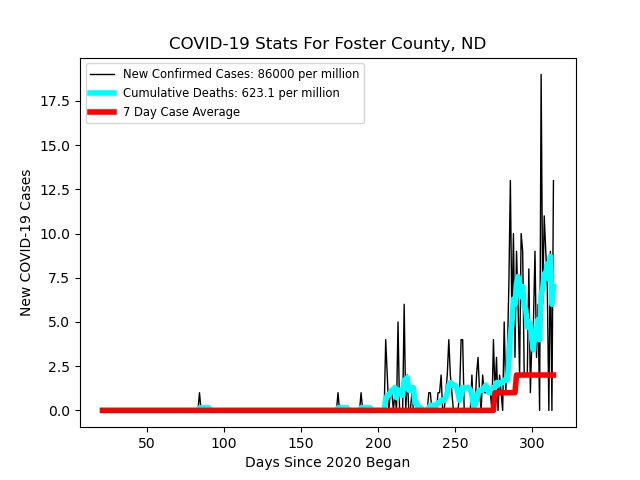 COVID-19 Stats For Foster County, ND
New Confirmed Cases: 86000 per million
Cumulative Deaths: 623.1 per million
7 Day Case Average
New COVID-19 Cases
17.5
15.0
12.5
10.0
7.5
5.0
2.5
0.0
50 100 150 200 250 300
Days Since 2020 Began